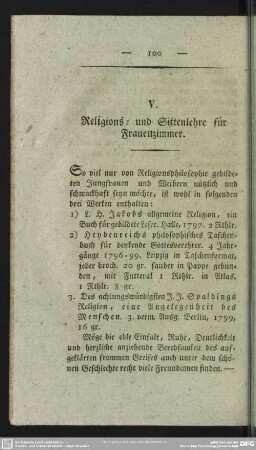 — 100 —
V.
Religions- und Sittenlehre für
Frauenzimmer.
So viel nur von Religionsphilosophie gebilde-
ten Jungfrauen und Weibern nützlich und
schmackhaft seyn möchte, ist wohl in folgenden
drei Werken enthalten:
1) L. H. Jakobs allgemeine Religion, ein
Buch für gebildete Leser. Halle, 1797. 2 Rthlr.
2) Heydenreichs philosophisches Taschen-
buch für denkende Gottesverehrer. 4 Jahr-
gänge 1796-99. Leipzig in Taschenformat,
jeder broch. 20 gr. sauber in Pappe gebun-
den, mit Futteral 1 Rthlr. in Atlas.
1 Rthlr. 8 gr.
3. Des achtungswürdigsten J. J. Spaldings
Religion, eine Angelegenheit des
Menschen. 3. verm. Ausg. Berlin, 1799,
16 gr.
Möge die edle Einfalt, Ruhe, Deutlichkeit
und herzliche anziehende Beredsamkeit des auf-
geklärten frommen Greises auch unter dem schö-
nen Geschlechte recht viele Freundinnen finden. —